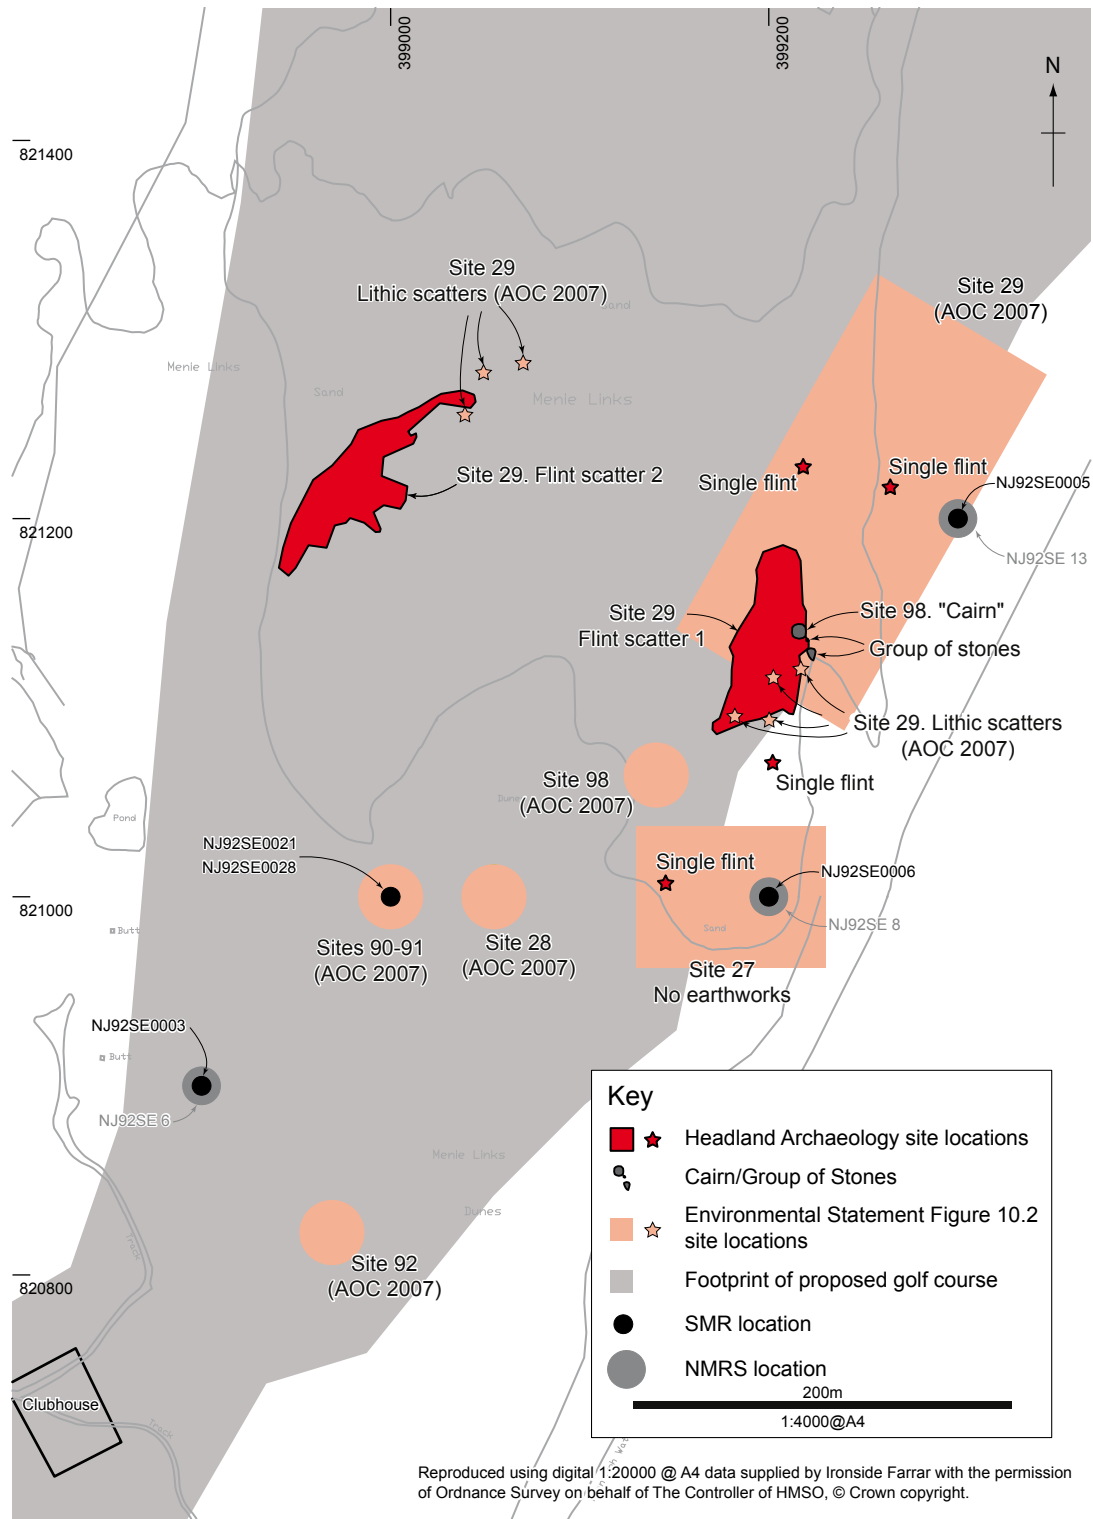 399000
399200
N
821400
Site 29
Lithic scatters (AOC 2007)
Sand
Site 29
(AOC 2007)
Menie Links
Sand
Menie Links
Single flint
Single flint
Site 29. Flint scatter 2
NJ92SE0005
821200
NJ92SE 13
Site 29
Flint scatter 1
Site 98. "Cairn"
Group of stones
Site 29. Lithic scatters
(AOC 2007)
Single flint
Site 98
(AOC 2007)
Dune
Pond
NJ92SE0021
NJ92SE0028
Single flint
NJ92SE0006
821000
NJ92SE 8
Sand
Butt
Sites 90-91
(AOC 2007)
Site 28
(AOC 2007)
Site 27
No earthworks
NJ92SE0003
Butt
NJ92SE 6
Menie Links
Dunes
Track
Site 92
(AOC 2007)
820800
Clubhouse
Track
Key
Headland Archaeology site locations
Cairn/Group of Stones
Environmental Statement Figure 10.2
site locations
Footprint of proposed golf course
SMR location
NMRS location
200m
1:4000@A4
Reproduced using digital 1:20000 @ A4 data supplied by Ironside Farrar with the permission
of Ordnance Survey on behalf of The Controller of HMSO, © Crown copyright.